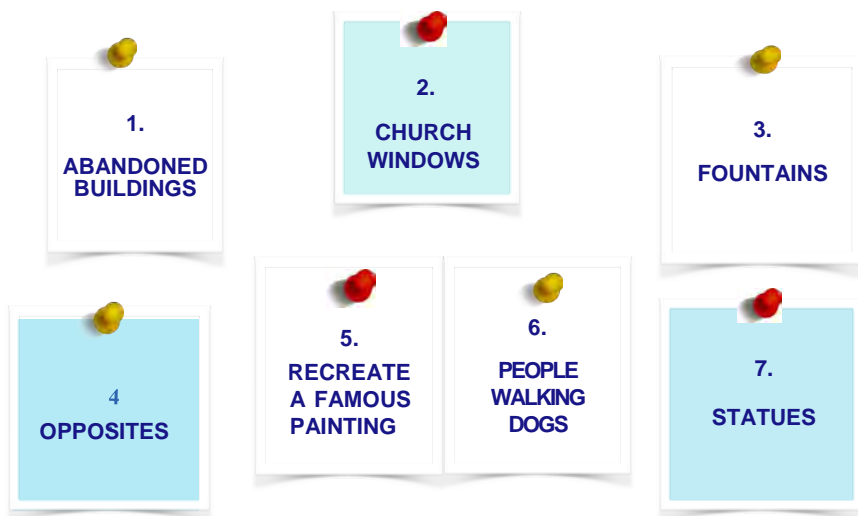 1.
ABANDONED
BUILDINGS
2.
CHURCH
WINDOWS
3.
FOUNTAINS
4
OPPOSITES
5.
RECREATE
A FAMOUS
PAINTING
6.
PEOPLE
WALKING
DOGS
7.
STATUES